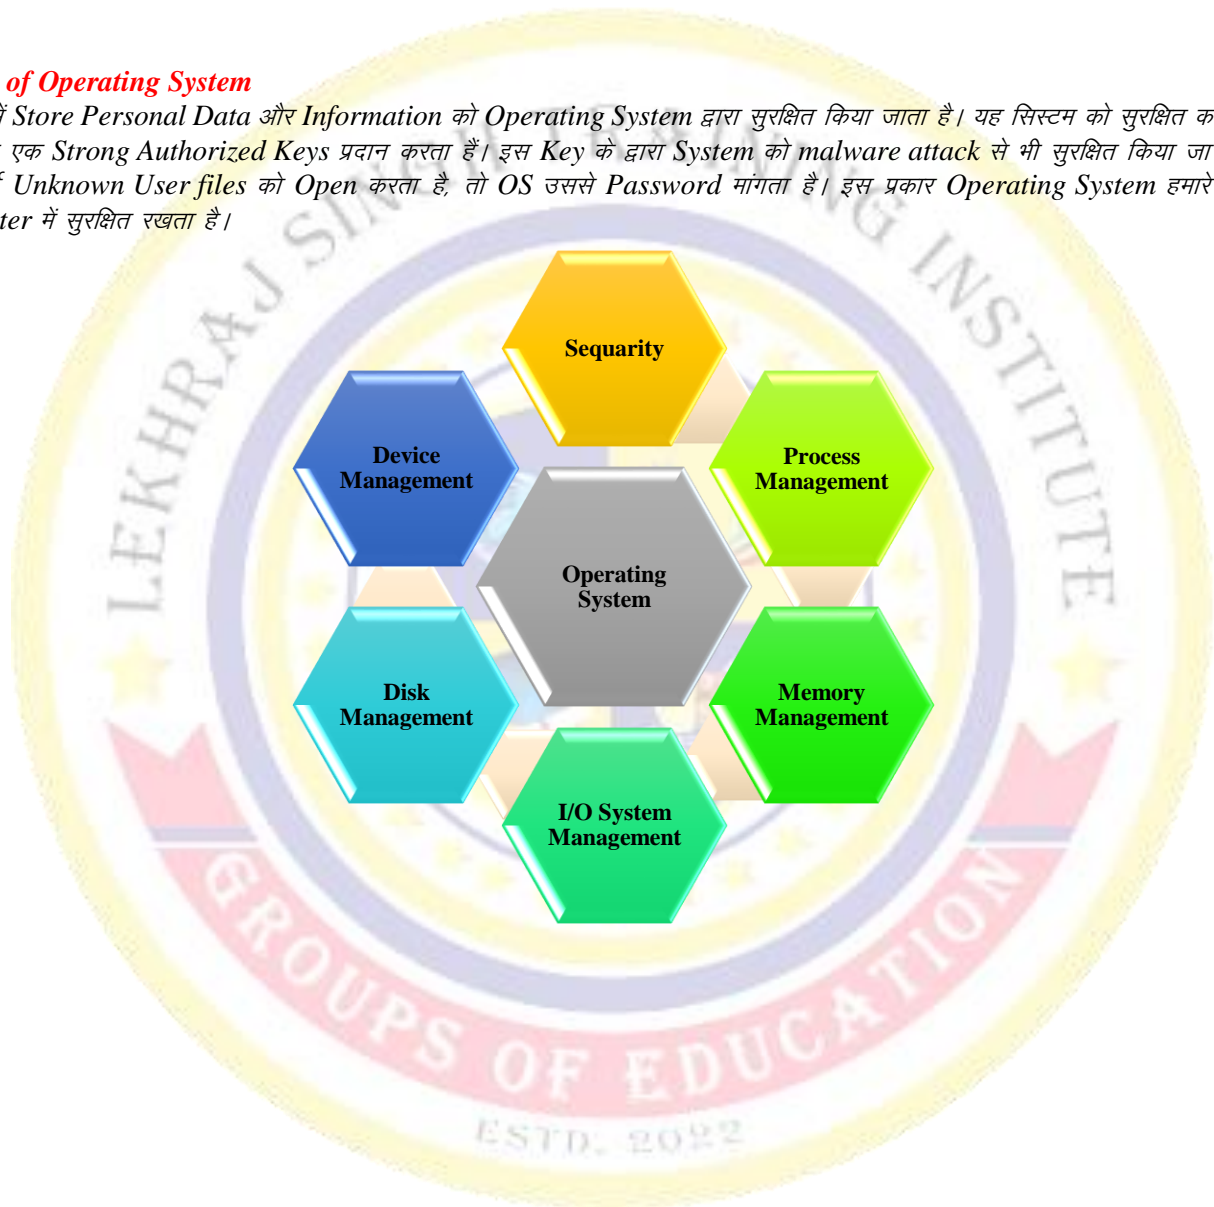 of Operating System
में Store Personal Data और Information को Operating System द्वारा सुरक्षित किया जाता है। यह सिस्टम को सुरक्षित क
एक Strong Authorized Keys प्रदान करता हैं। इस Key के द्वारा System को malware attack से भी सुरक्षित किया जा
Unknown User files को Open करता है, तो OS उससे Password मांगता है। इस प्रकार Operating System हमारे
ter में सुरक्षित रखता है।
LEKHRAJ SINGH TRAINING INSTITUTE
Sequarity
Device
Management
Process
Management
Operating
System
Disk
Management
Memory
Management
I/O System
Management
GROUPS OF EDUCATION
ESTD. 2022